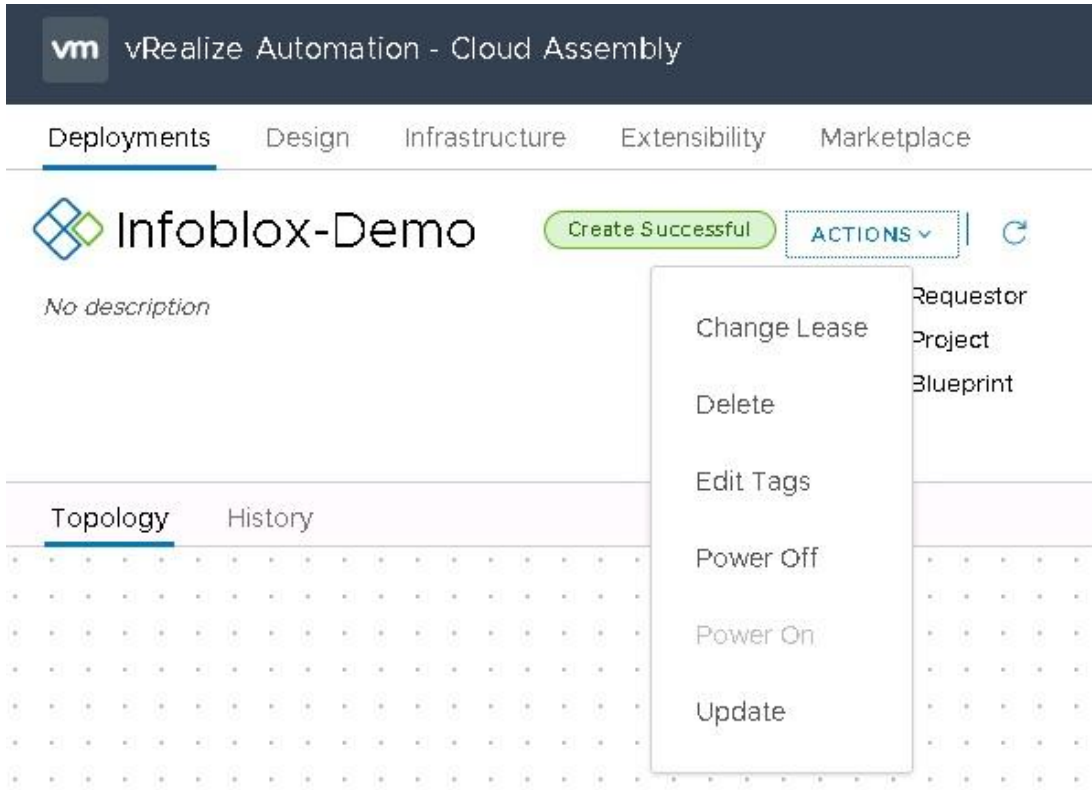 vm vRealize Automation - Cloud Assembly
Deployments Design Infrastructure Extensibility Marketplace
Infoblox-Demo Create Successful ACTIONS
No description
Requestor
Project
Blueprint
Change Lease
Delete
Edit Tags
Power Off
Power On
Update
Topology History